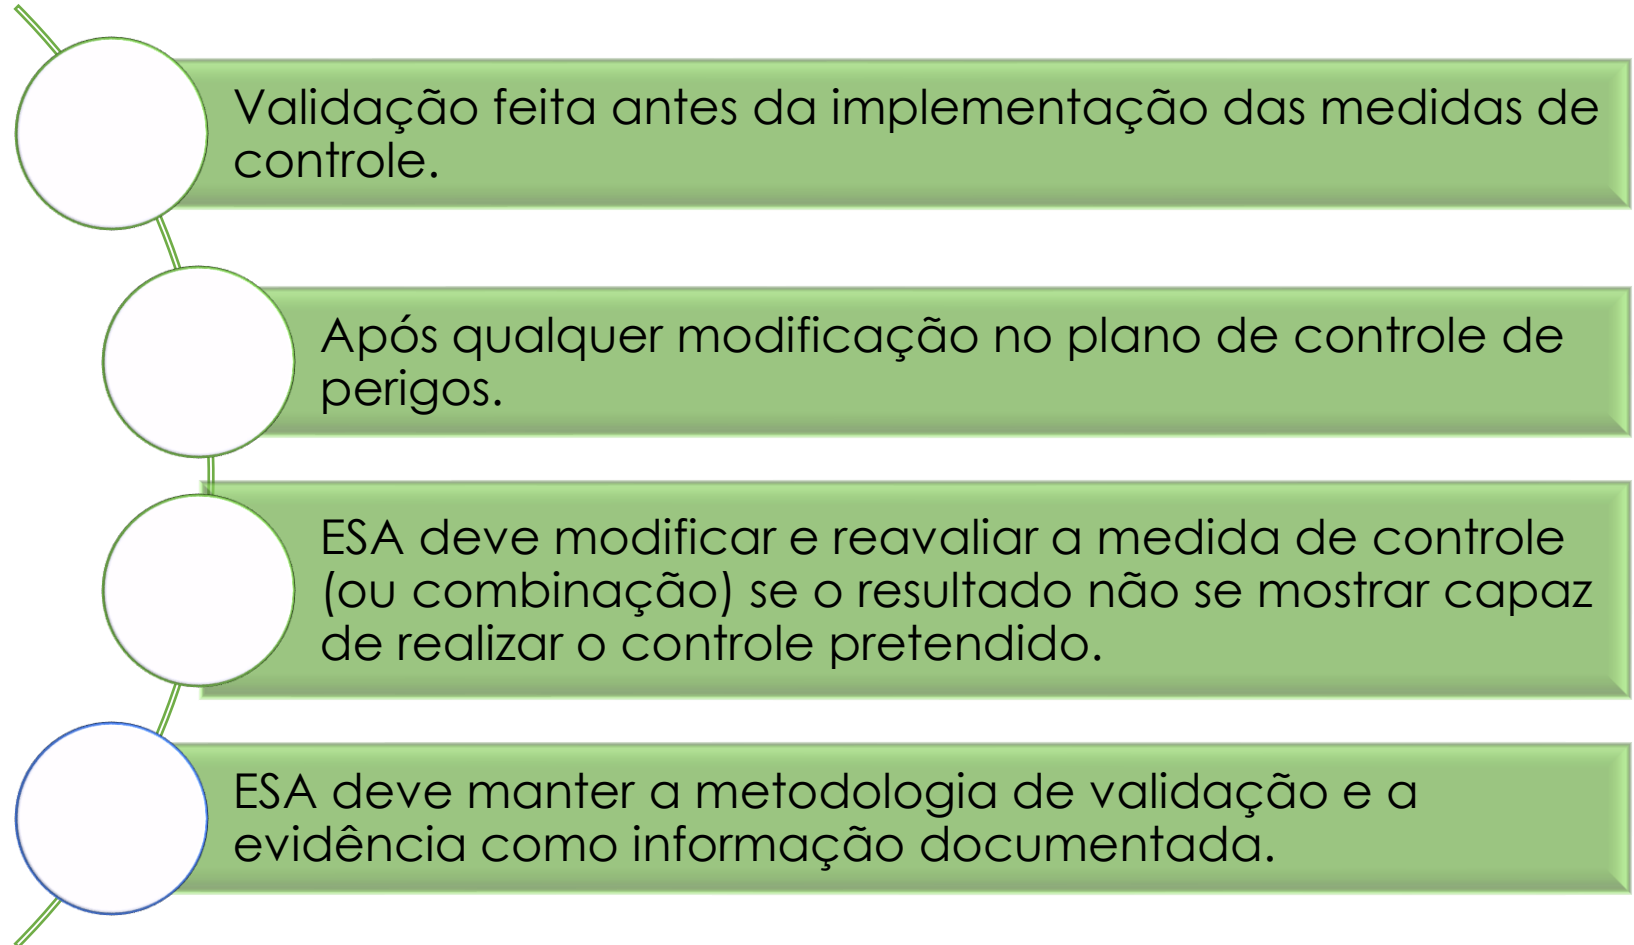 Validação feita antes da implementação das medidas de
controle.
Após qualquer modificação no plano de controle de
perigos.
ESA deve modificar e reavaliar a medida de controle
(ou combinação) se o resultado não se mostrar capaz
de realizar o controle pretendido.
ESA deve manter a metodologia de validação e a
evidência como informação documentada.